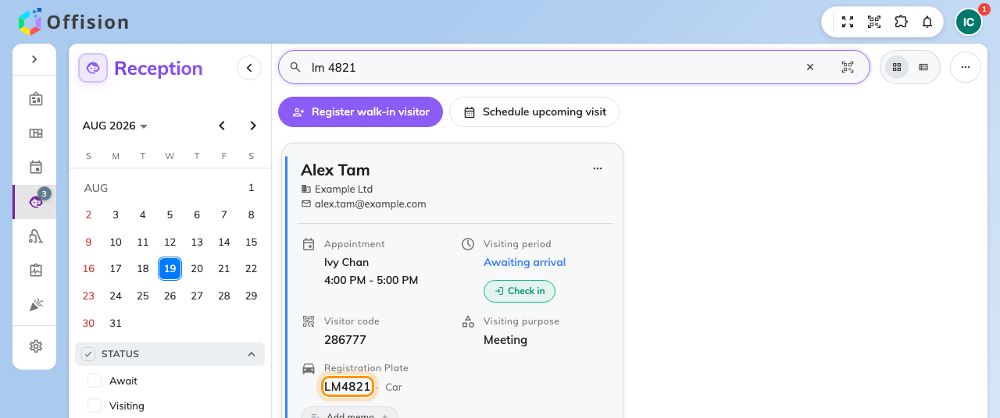 Offision
1
IC
Reception
lm 4821
Register walk-in visitor
Schedule upcoming visit
AUG 2026
S M T W T F S
AUG 1
2 3 4 5 6 7 8
9 10 11 12 13 14 15
16 17 18 19 20 21 22
23 24 25 26 27 28 29
30 31
3
STATUS
Await
Visiting
Alex Tam
Example Ltd
alex.tam@example.com
Appointment
Ivy Chan
4:00 PM - 5:00 PM
Visiting period
Awaiting arrival
Check in
Visitor code
286777
Visiting purpose
Meeting
Registration Plate
LM4821 · Car
Add memo +